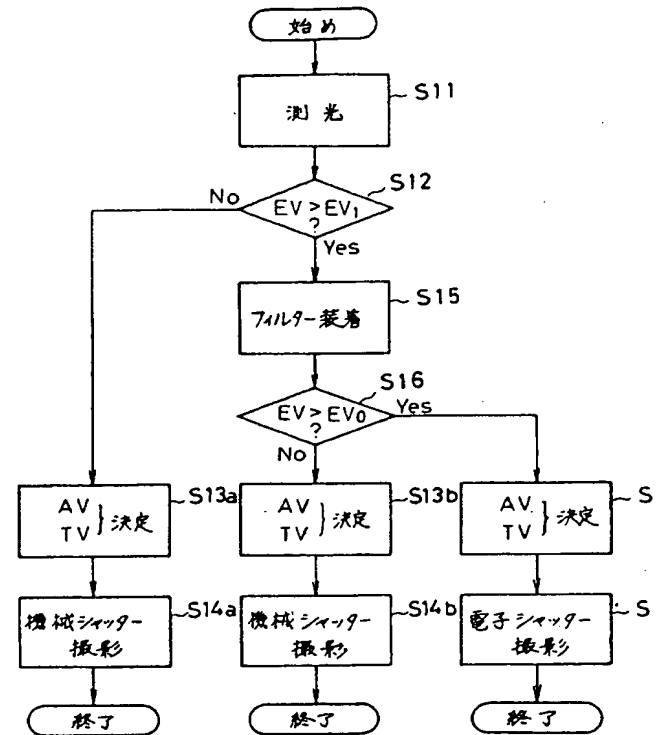 始め
測光
S11
S12
No
EV > EV1
?
Yes
フィルター装着
S15
S16
EV > EV0
?
Yes
No
AV
TV
} 決定
S13a
AV
TV
} 決定
S13b
AV
TV
} 決定
S
機械シャッター
撮影
S14a
機械シャッター
撮影
S14b
電子シャッター
撮影
S
終了
終了
終了